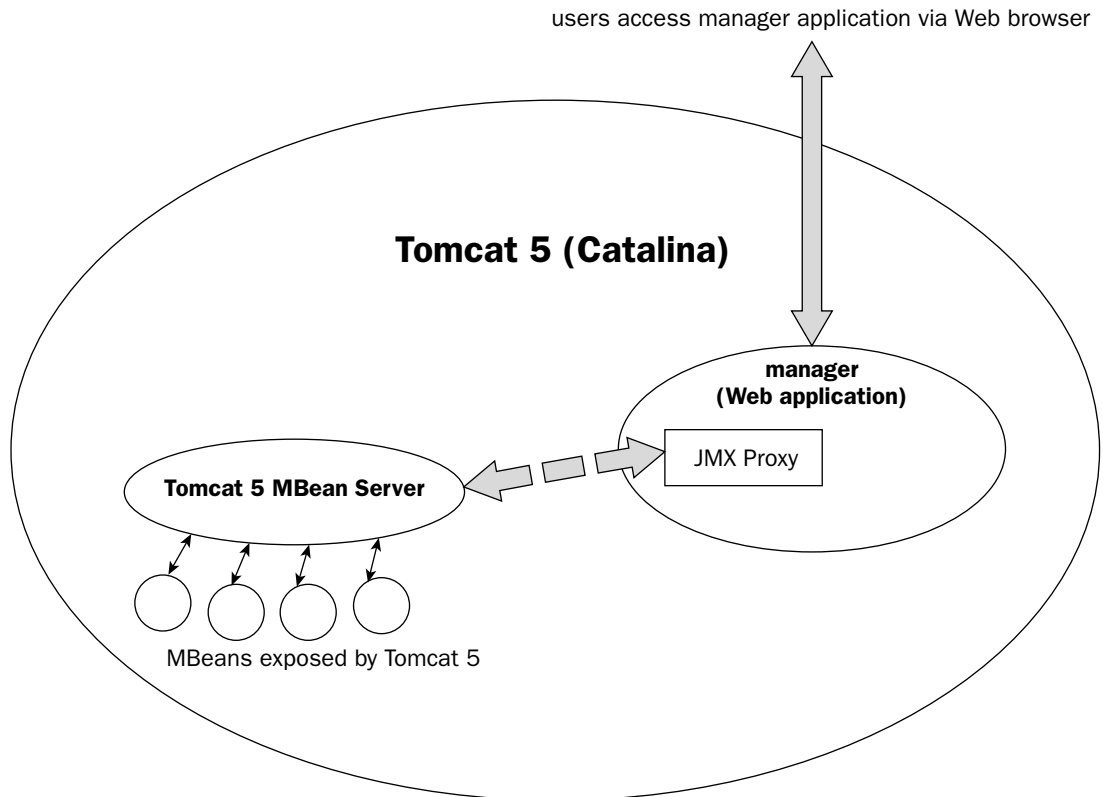 users access manager application via Web browser
Tomcat 5 (Catalina)
manager
(Web application)
JMX Proxy
Tomcat 5 MBean Server
MBeans exposed by Tomcat 5